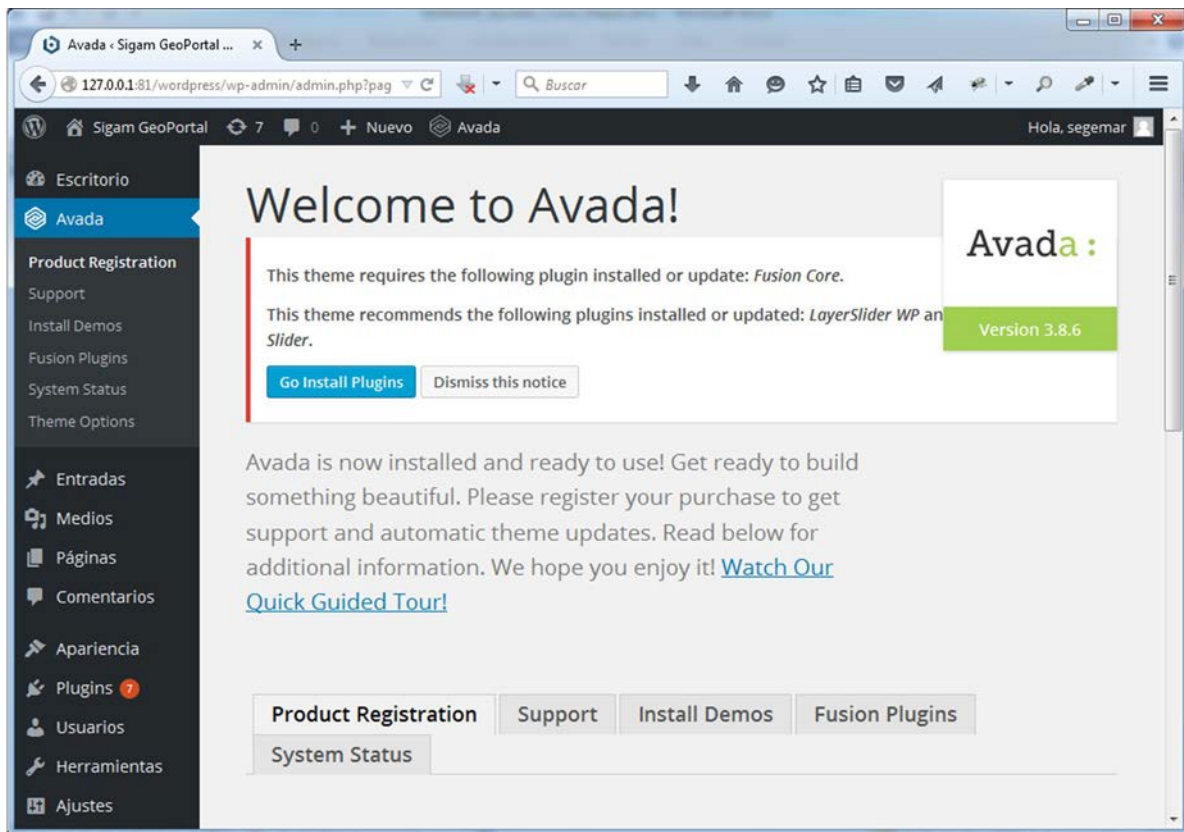 Avada ‹ Sigam GeoPortal ...
127.0.0.1:81/wordpress/wp-admin/admin.php?pag
Buscar
Sigam GeoPortal 7 0 + Nuevo Avada
Hola, segemar
Escritorio
Avada
Product Registration
Support
Install Demos
Fusion Plugins
System Status
Theme Options
Entradas
Medios
Páginas
Comentarios
Apariencia
Plugins 7
Usuarios
Herramientas
Ajustes
Welcome to Avada!
This theme requires the following plugin installed or update: Fusion Core.
This theme recommends the following plugins installed or updated: LayerSlider WP an
Slider.
Go Install Plugins Dismiss this notice
Avada :
Version 3.8.6
Avada is now installed and ready to use! Get ready to build
something beautiful. Please register your purchase to get
support and automatic theme updates. Read below for
additional information. We hope you enjoy it! Watch Our
Quick Guided Tour!
Product Registration Support Install Demos Fusion Plugins
System Status